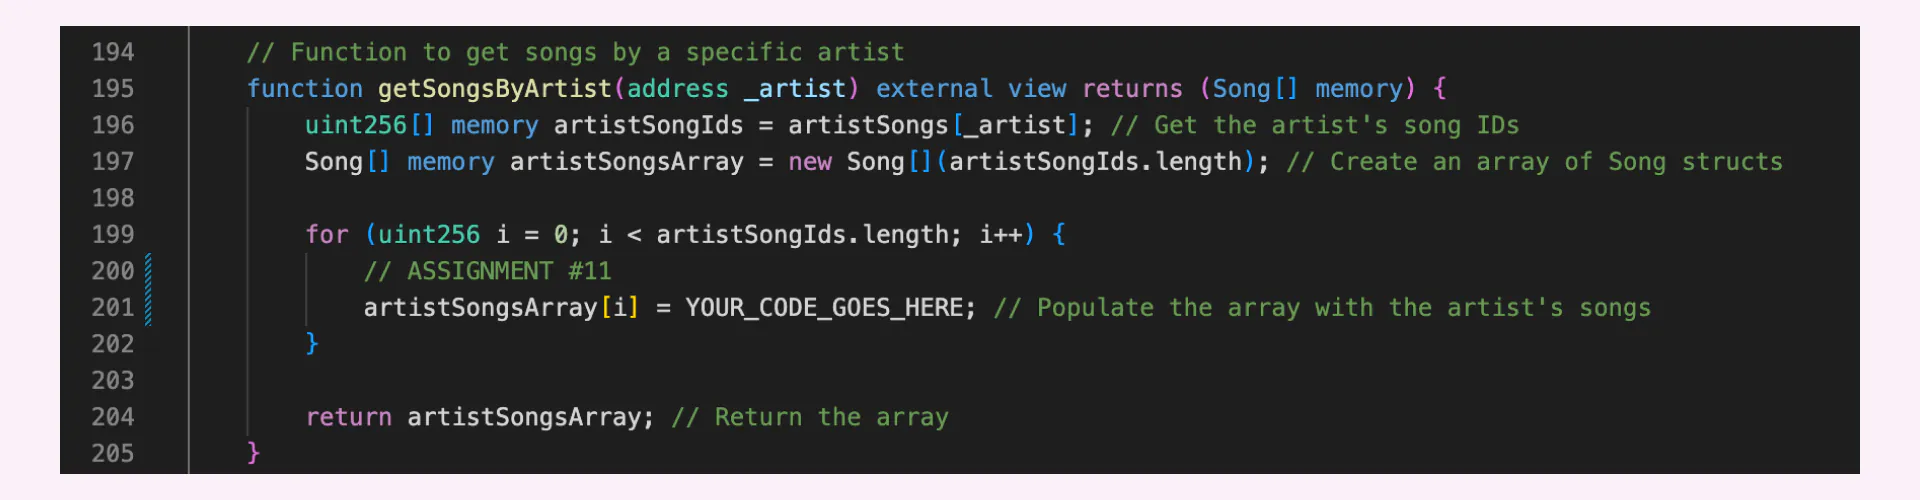 194 // Function to get songs by a specific artist
195 function getSongsByArtist(address _artist) external view returns (Song[] memory) {
196 uint256[] memory artistSongIds = artistSongs[_artist]; // Get the artist's song IDs
197 Song[] memory artistSongsArray = new Song[](artistSongIds.length); // Create an array of Song structs
198
199 for (uint256 i = 0; i < artistSongIds.length; i++) {
200 // ASSIGNMENT #11
201 artistSongsArray[i] = YOUR_CODE_GOES_HERE; // Populate the array with the artist's songs
202 }
203
204 return artistSongsArray; // Return the array
205 }